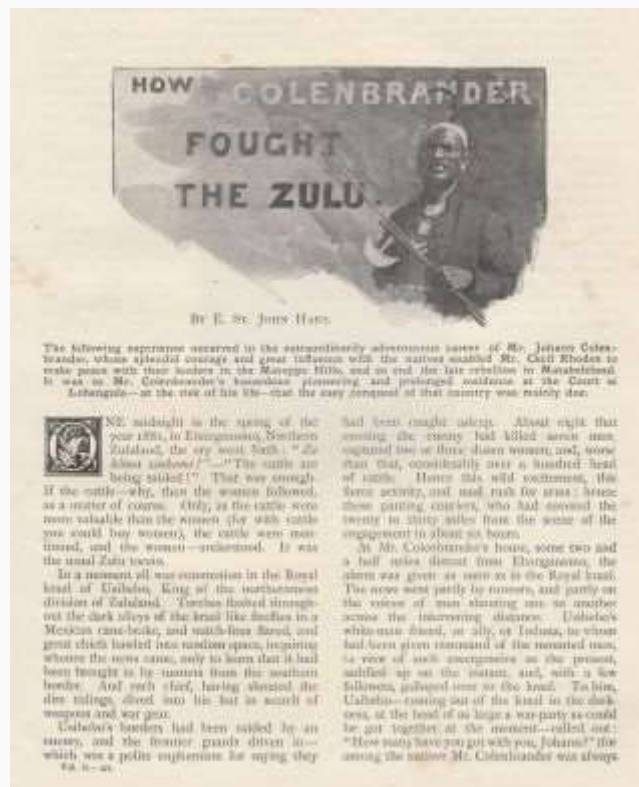 HOW COLENBRANDER
FOUGHT
THE ZULU.
BY E. ST. JOHN HART.
The following experience occurred in the extraordinarily adventurous career of Mr. Johann Colen-
brander, whose splendid courage and great influence with the natives enabled Mr. Cecil Rhodes to
make peace with their leaders in the Matoppo Hills, and so end the late rebellion in Matabeleland.
It was to Mr. Colenbrander's hazardous pioneering and prolonged residence at the Court of
Lobengula—at the risk of his life—that the easy conquest of that country was mainly due.
ONE midnight in the spring of the
year 1881, in Northern
Zululand, the cry went forth:
"The cattle are
being raided!" That was enough.
If the cattle—why, then the women followed,
as a matter of course. Only, as the cattle were
more valuable than the women (for with cattle
you could buy women), the cattle were men-
tioned, and the women—understood. It was
the usual Zulu tocsin.
In a moment all was commotion in the Royal
kraal of Usibebu, King of the northernmost
division of Zululand. Torches flashed through-
out the dark alleys of the kraal like fireflies in a
Mexican cane-brake, and watch-fires flared, and
great chiefs bawled into random space, inquiring
whence the news came, only to learn that it had
been brought in by runners from the southern
border. And each chief, having shouted the
dire tidings, dived into his hut in search of
weapons and war gear.
Usibebu's borders had been raided by an
enemy, and the frontier guards driven in—
which was a polite euphemism for saying they
had been caught asleep. About eight that
evening the enemy had killed seven men,
captured two or three dozen women, and, worse
than that, considerably over a hundred head
of cattle. Hence this wild excitement, this
fierce activity, and mad rush for arms; hence
these panting couriers, who had covered the
twenty to thirty miles from the scene of the
engagement in about six hours.
At Mr. Colenbrander's house, some two and
a half miles distant from
alarm was given as soon as in the Royal kraal.
The news went partly by runners, and partly on
the voices of men shouting one to another
across the intervening distance. Usibebu's
white-man friend, or ally, or Induna, to whom
had been given command of the mounted men,
in view of such emergencies as the present,
saddled up on the instant, and, with a few
followers, galloped over to the kraal. To him,
Usibebu—coming out of the kraal in the dark-
ness, at the head of as large a war-party as could
be got together at the moment—called out:
"How many have you got with you, Johann?" (for
among the natives Mr. Colenbrander was always